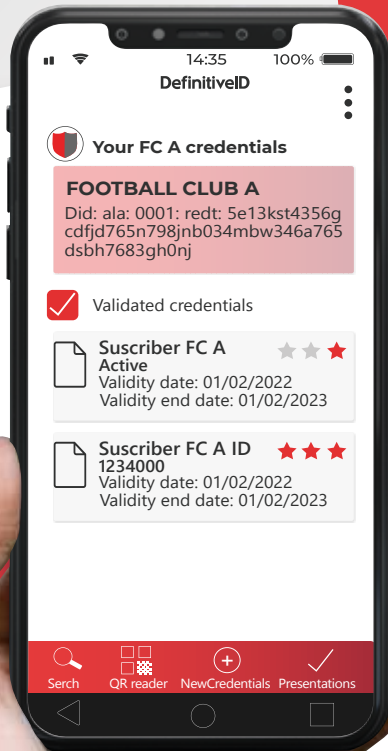 14:35
100%
DefinitiveID
Your FC A credentials
FOOTBALL CLUB A
Did: ala: 0001: redt: 5e13kst4356g
cdfjd765n798jnb034mbw346a765
dsbh7683gh0nj
Validated credentials
Suscriber FC A
Active
Validity date: 01/02/2022
Validity end date: 01/02/2023
Suscriber FC A ID
1234000
Validity date: 01/02/2022
Validity end date: 01/02/2023
Serch
QR reader
NewCredentials
Presentations